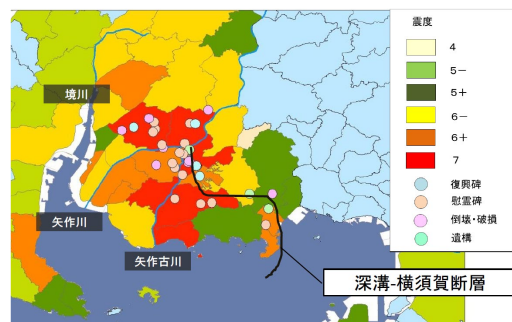 震度
4
5−
5+
6−
6+
7
復興碑
慰霊碑
倒壊・破損
遺構
境川
矢作川
矢作古川
深溝-横須賀断層